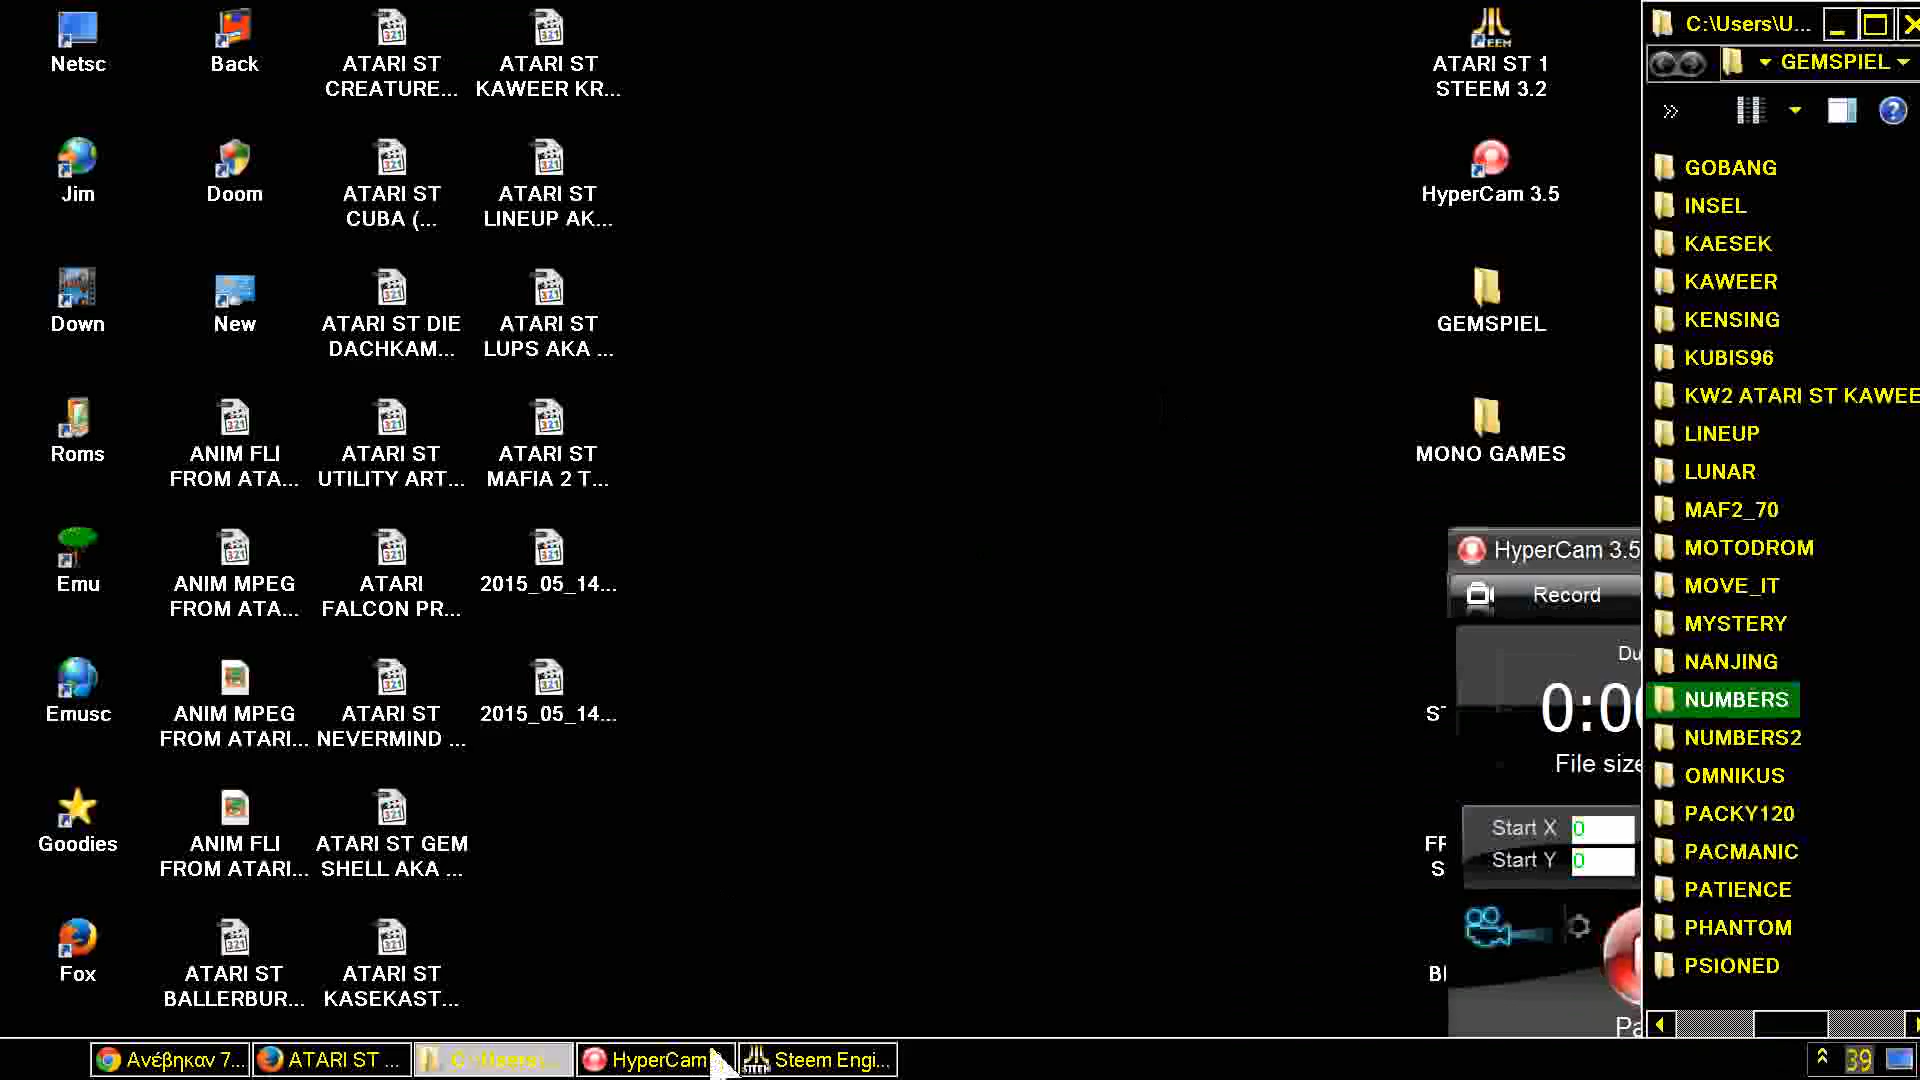 Netsc
Back
ATARI ST
CREATURE...
ATARI ST
KAWEER KR...
Jim
Doom
ATARI ST
CUBA (...
ATARI ST
LINEUP AK...
Down
New
ATARI ST DIE
DACHKAM...
ATARI ST
LUPS AKA ...
Roms
ANIM FLI
FROM ATA...
ATARI ST
UTILITY ART...
ATARI ST
MAFIA 2 T...
Emu
ANIM MPEG
FROM ATA...
ATARI
FALCON PR...
2015_05_14...
Emusc
ANIM MPEG
FROM ATARI...
ATARI ST
NEVERMIND ...
2015_05_14...
Goodies
ANIM FLI
FROM ATARI...
ATARI ST GEM
SHELL AKA ...
Fox
ATARI ST
BALLERBUR...
ATARI ST
KASEKAST...
STEEM
ATARI ST 1
STEEM 3.2
HyperCam 3.5
GEMSPIEL
MONO GAMES
HyperCam 3.5
Record
Du
0:00
File size
Start X 0
Start Y 0
Pa
C:\Users\U...
GEMSPIEL
GOBANG
INSEL
KAESEK
KAWEER
KENSING
KUBIS96
KW2 ATARI ST KAWEE
LINEUP
LUNAR
MAF2_70
MOTODROM
MOVE_IT
MYSTERY
NANJING
NUMBERS
NUMBERS2
OMNIKUS
PACKY120
PACMANIC
PATIENCE
PHANTOM
PSIONED
Ανέβηκαν 7...
ATARI ST ...
C:\Users\...
HyperCam
Steem Engi...
39